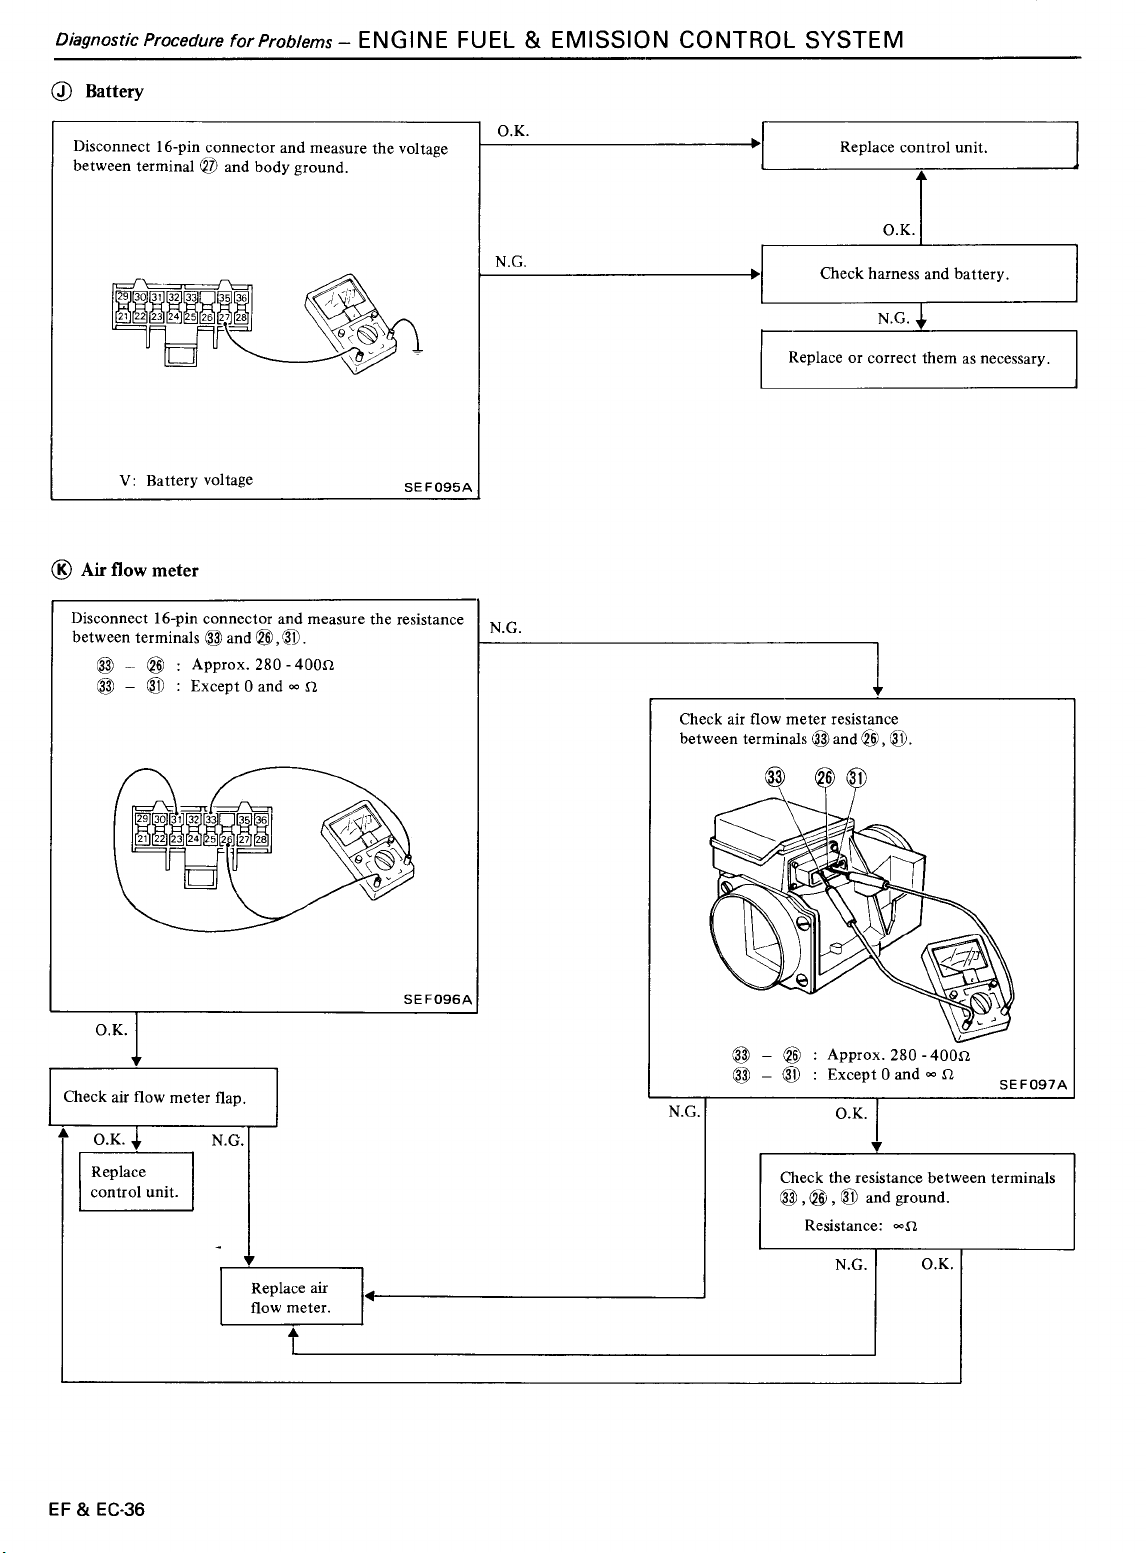 Diagnostic Procedure for Problems – ENGINE FUEL & EMISSION CONTROL SYSTEM
Ⓙ Battery
Disconnect 16-pin connector and measure the voltage
between terminal ㉗ and body ground.
29 30 31 32 33 35 36
21 22 23 24 25 26 27 28
V: Battery voltage
SEF095A
O.K.
Replace control unit.
O.K.
N.G.
Check harness and battery.
N.G.
Replace or correct them as necessary.
Ⓚ Air flow meter
Disconnect 16-pin connector and measure the resistance
between terminals ㉝ and ㉖, ㉛.
㉝ – ㉖ : Approx. 280 - 400Ω
㉝ – ㉛ : Except 0 and ∞ Ω
29 30 31 32 33 35 36
21 22 23 24 25 26 27 28
SEF096A
N.G.
Check air flow meter resistance
between terminals ㉝ and ㉖, ㉛.
㉝ ㉖ ㉛
㉝ – ㉖ : Approx. 280 - 400Ω
㉝ – ㉛ : Except 0 and ∞ Ω
SEF097A
O.K.
Check air flow meter flap.
O.K.
N.G.
Replace
control unit.
Replace air
flow meter.
N.G.
O.K.
Check the resistance between terminals
㉝, ㉖, ㉛ and ground.
Resistance: ∞Ω
N.G.
O.K.
EF & EC-36